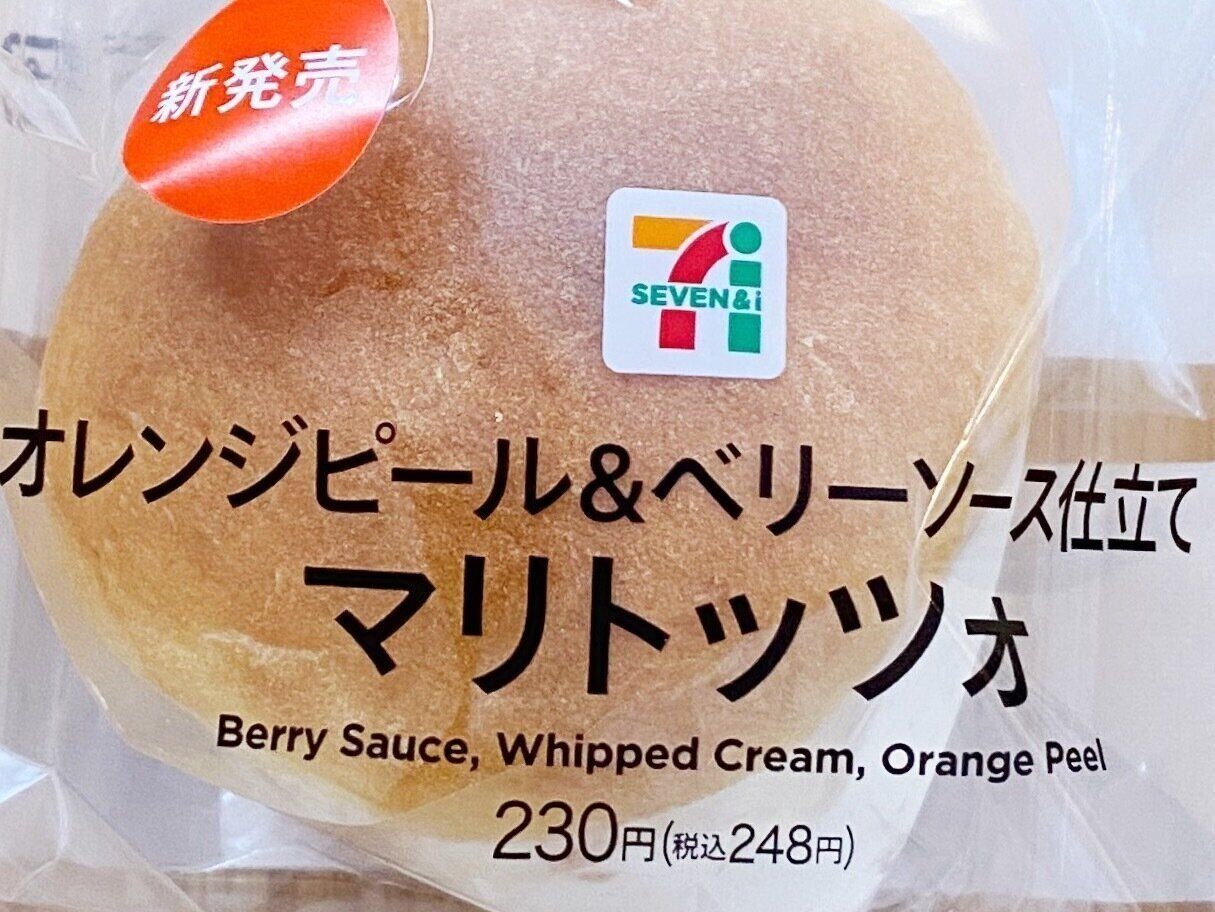 新発売
SEVEN&i
オレンジピール&ベリーソース仕立て
マリトッツォ
Berry Sauce, Whipped Cream, Orange Peel
230円(税込248円)